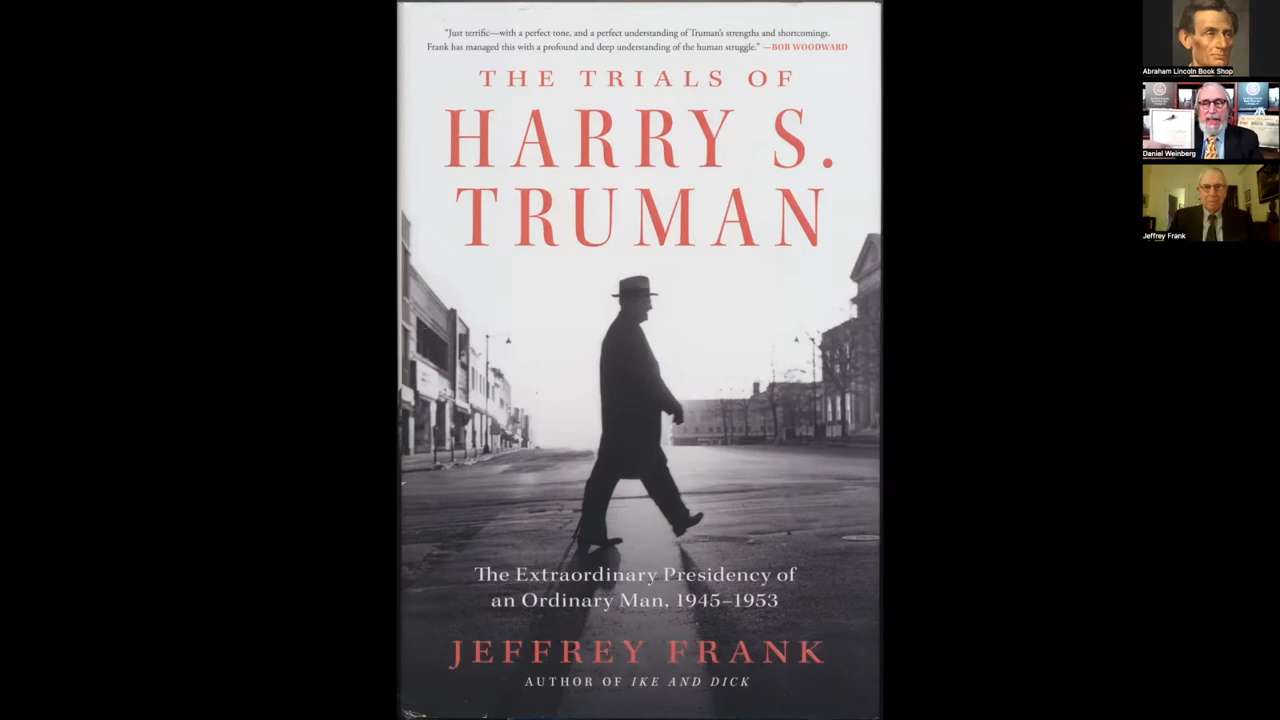 "Just terrific—with a perfect tone, and a perfect understanding of Truman's strengths and shortcomings.
Frank has managed this with a profound and deep understanding of the human struggle." —BOB WOODWARD
THE TRIALS OF
HARRY S.
TRUMAN
The Extraordinary Presidency of
an Ordinary Man, 1945–1953
JEFFREY FRANK
AUTHOR OF IKE AND DICK
Abraham Lincoln Book Shop
Daniel Weinberg
Jeffrey Frank